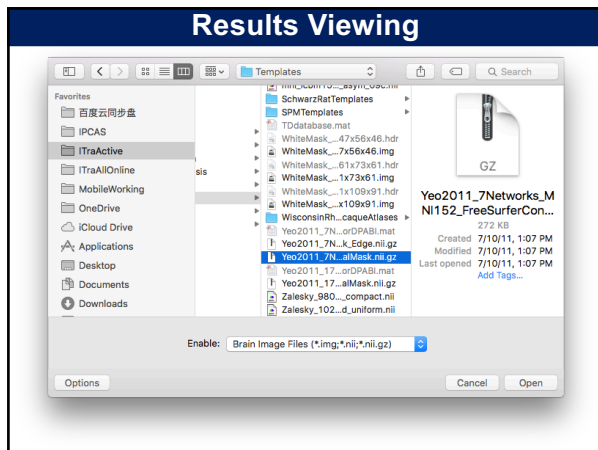 Results Viewing
Templates
Search
Favorites
百度云同步盘
IPCAS
ITraActive
ITraAllOnline
MobileWorking
OneDrive
iCloud Drive
Applications
Desktop
Documents
Downloads
sis
SchwarzRatTemplates
SPMTemplates
TDdatabase.mat
WhiteMask_...47x56x46.hdr
WhiteMask_...7x56x46.img
WhiteMask_...61x73x61.hdr
WhiteMask_...1x73x61.img
WhiteMask_...1x109x91.hdr
WhiteMask_...x109x91.img
WisconsinRh...caqueAtlases
Yeo2011_7N...orDPABI.mat
Yeo2011_7N...k_Edge.nii.gz
Yeo2011_7N...alMask.nii.gz
Yeo2011_17...orDPABI.mat
Yeo2011_17...alMask.nii.gz
Zalesky_980..._compact.nii
Zalesky_102...d_uniform.nii
GZ
Yeo2011_7Networks_M
NI152_FreeSurferCon...
272 KB
Created 7/10/11, 1:07 PM
Modified 7/10/11, 1:07 PM
Last opened 7/10/11, 1:07 PM
Add Tags...
Enable: Brain Image Files (*.img;*.nii;*.nii.gz)
Options
Cancel
Open